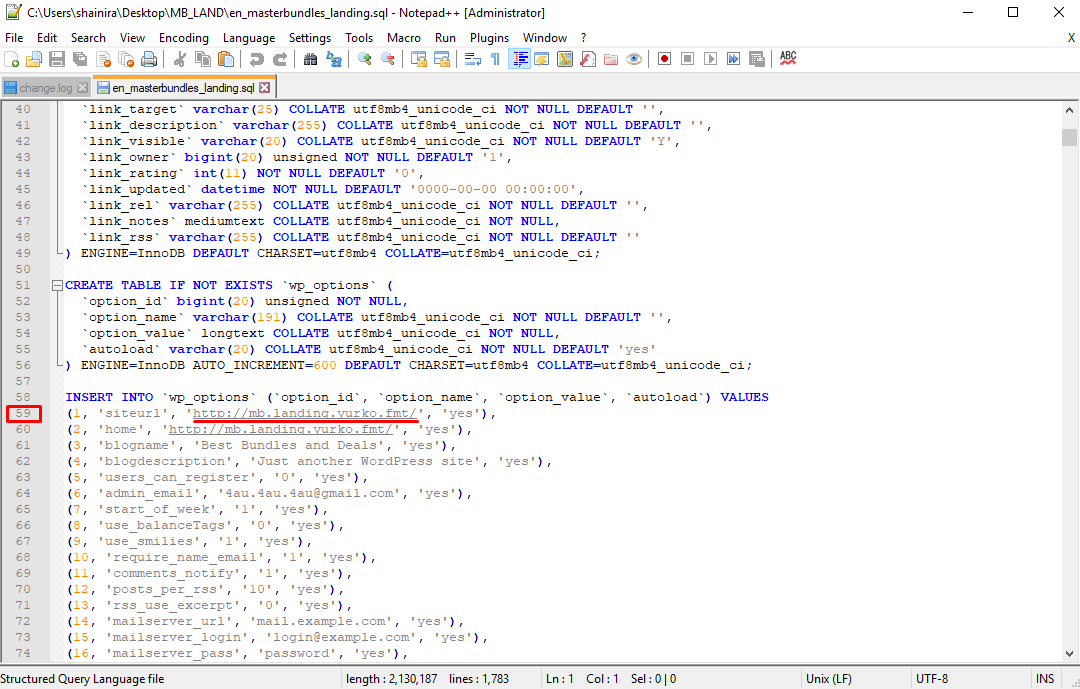 C:\Users\shainira\Desktop\MB_LAND\en_masterbundles_landing.sql - Notepad++ [Administrator]
File Edit Search View Encoding Language Settings Tools Macro Run Plugins Window ? X
ABC
change.log en_masterbundles_landing.sql
40 `link_target` varchar(25) COLLATE utf8mb4_unicode_ci NOT NULL DEFAULT '',
41 `link_description` varchar(255) COLLATE utf8mb4_unicode_ci NOT NULL DEFAULT '',
42 `link_visible` varchar(20) COLLATE utf8mb4_unicode_ci NOT NULL DEFAULT 'Y',
43 `link_owner` bigint(20) unsigned NOT NULL DEFAULT '1',
44 `link_rating` int(11) NOT NULL DEFAULT '0',
45 `link_updated` datetime NOT NULL DEFAULT '0000-00-00 00:00:00',
46 `link_rel` varchar(255) COLLATE utf8mb4_unicode_ci NOT NULL DEFAULT '',
47 `link_notes` mediumtext COLLATE utf8mb4_unicode_ci NOT NULL,
48 `link_rss` varchar(255) COLLATE utf8mb4_unicode_ci NOT NULL DEFAULT ''
49 ) ENGINE=InnoDB DEFAULT CHARSET=utf8mb4 COLLATE=utf8mb4_unicode_ci;
50
51 CREATE TABLE IF NOT EXISTS `wp_options` (
52 `option_id` bigint(20) unsigned NOT NULL,
53 `option_name` varchar(191) COLLATE utf8mb4_unicode_ci NOT NULL DEFAULT '',
54 `option_value` longtext COLLATE utf8mb4_unicode_ci NOT NULL,
55 `autoload` varchar(20) COLLATE utf8mb4_unicode_ci NOT NULL DEFAULT 'yes'
56 ) ENGINE=InnoDB AUTO_INCREMENT=600 DEFAULT CHARSET=utf8mb4 COLLATE=utf8mb4_unicode_ci;
57
58 INSERT INTO `wp_options` (`option_id`, `option_name`, `option_value`, `autoload`) VALUES
59 (1, 'siteurl', 'http://mb.landing.yurko.fmt/', 'yes'),
60 (2, 'home', 'http://mb.landing.yurko.fmt/', 'yes'),
61 (3, 'blogname', 'Best Bundles and Deals', 'yes'),
62 (4, 'blogdescription', 'Just another WordPress site', 'yes'),
63 (5, 'users_can_register', '0', 'yes'),
64 (6, 'admin_email', '4au.4au.4au@gmail.com', 'yes'),
65 (7, 'start_of_week', '1', 'yes'),
66 (8, 'use_balanceTags', '0', 'yes'),
67 (9, 'use_smilies', '1', 'yes'),
68 (10, 'require_name_email', '1', 'yes'),
69 (11, 'comments_notify', '1', 'yes'),
70 (12, 'posts_per_rss', '10', 'yes'),
71 (13, 'rss_use_excerpt', '0', 'yes'),
72 (14, 'mailserver_url', 'mail.example.com', 'yes'),
73 (15, 'mailserver_login', 'login@example.com', 'yes'),
74 (16, 'mailserver_pass', 'password', 'yes'),
Structured Query Language file length : 2,130,187 lines : 1,783 Ln : 1 Col : 1 Sel : 0 | 0 Unix (LF) UTF-8 INS